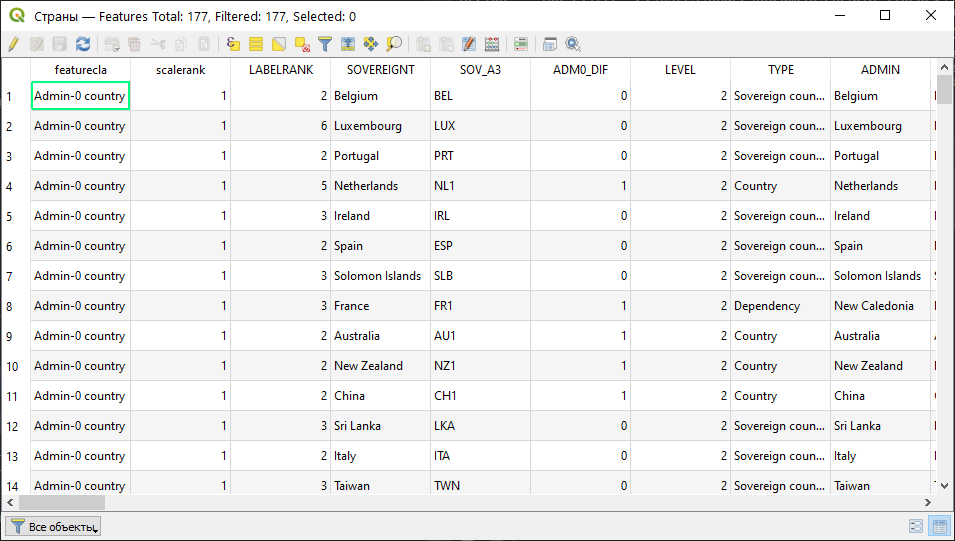 Страны — Features Total: 177, Filtered: 177, Selected: 0
featurecla scalerank LABELRANK SOVEREIGNT SOV_A3 ADM0_DIF LEVEL TYPE ADMIN
1 Admin-0 country 1 2 Belgium BEL 0 2 Sovereign coun... Belgium
2 Admin-0 country 1 6 Luxembourg LUX 0 2 Sovereign coun... Luxembourg
3 Admin-0 country 1 2 Portugal PRT 0 2 Sovereign coun... Portugal
4 Admin-0 country 1 5 Netherlands NL1 1 2 Country Netherlands
5 Admin-0 country 1 3 Ireland IRL 0 2 Sovereign coun... Ireland
6 Admin-0 country 1 2 Spain ESP 0 2 Sovereign coun... Spain
7 Admin-0 country 1 3 Solomon Islands SLB 0 2 Sovereign coun... Solomon Islands
8 Admin-0 country 1 3 France FR1 1 2 Dependency New Caledonia
9 Admin-0 country 1 2 Australia AU1 1 2 Country Australia
10 Admin-0 country 1 2 New Zealand NZ1 1 2 Country New Zealand
11 Admin-0 country 1 2 China CH1 1 2 Country China
12 Admin-0 country 1 3 Sri Lanka LKA 0 2 Sovereign coun... Sri Lanka
13 Admin-0 country 1 2 Italy ITA 0 2 Sovereign coun... Italy
14 Admin-0 country 1 3 Taiwan TWN 0 2 Sovereign coun... Taiwan
Все объекты